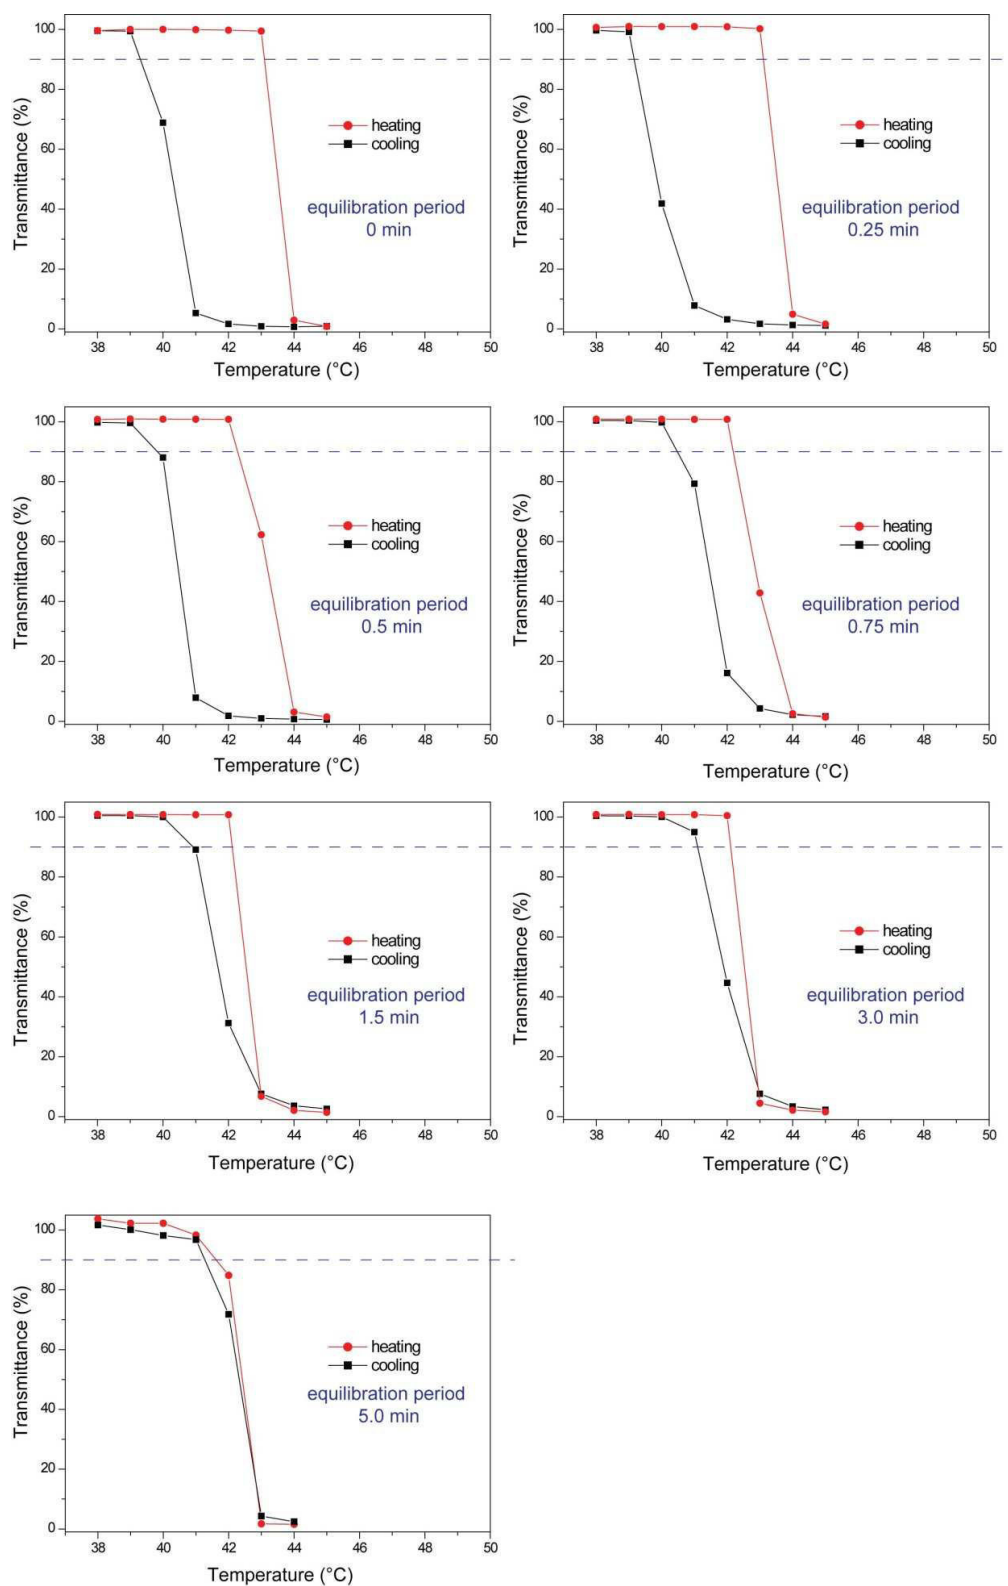 100
80
60
40
20
0
Transmittance (%)
heating
cooling
equilibration period
0 min
38 40 42 44 46 48 50
Temperature (°C)
100
80
60
40
20
0
Transmittance (%)
heating
cooling
equilibration period
0.25 min
38 40 42 44 46 48 50
Temperature (°C)
100
80
60
40
20
0
Transmittance (%)
heating
cooling
equilibration period
0.5 min
38 40 42 44 46 48 50
Temperature (°C)
100
80
60
40
20
0
Transmittance (%)
heating
cooling
equilibration period
0.75 min
38 40 42 44 46 48 50
Temperature (°C)
100
80
60
40
20
0
Transmittance (%)
heating
cooling
equilibration period
1.5 min
38 40 42 44 46 48 50
Temperature (°C)
100
80
60
40
20
0
Transmittance (%)
heating
cooling
equilibration period
3.0 min
38 40 42 44 46 48 50
Temperature (°C)
100
80
60
40
20
0
Transmittance (%)
heating
cooling
equilibration period
5.0 min
38 40 42 44 46 48 50
Temperature (°C)